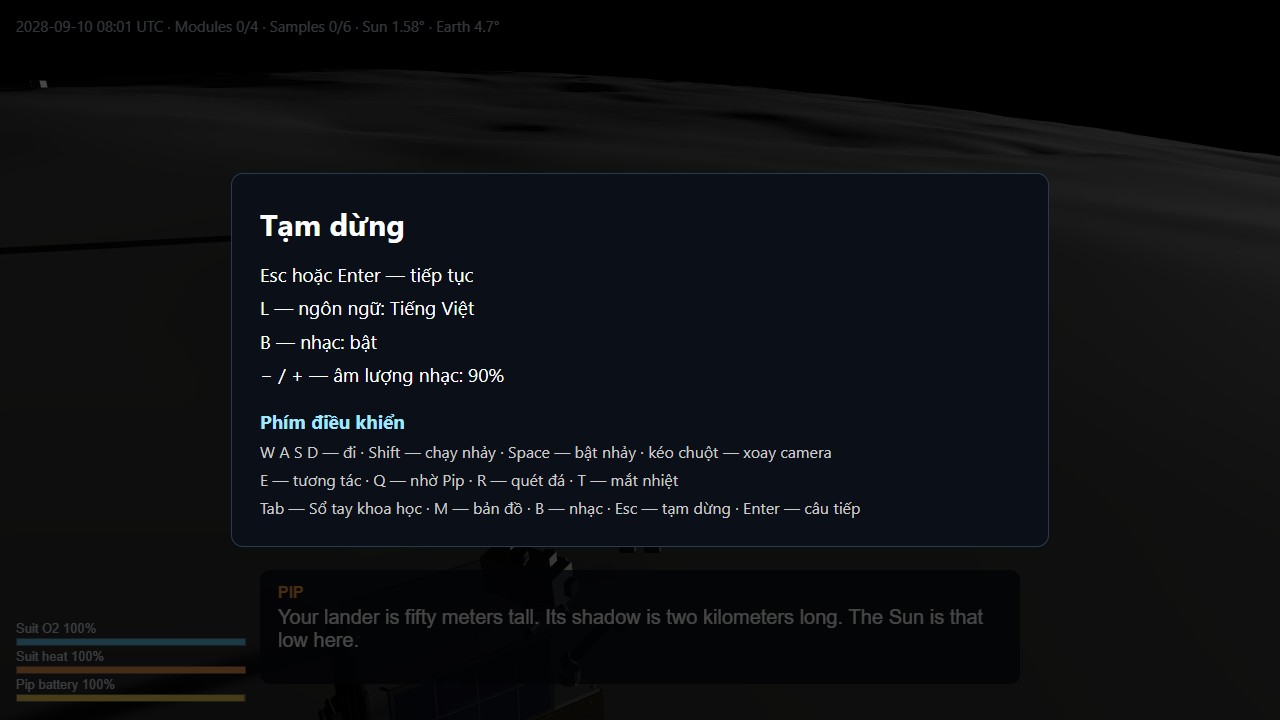 2028-09-10 08:01 UTC · Modules 0/4 · Samples 0/6 · Sun 1.58° · Earth 4.7°
Tạm dừng
Esc hoặc Enter — tiếp tục
L — ngôn ngữ: Tiếng Việt
B — nhạc: bật
− / + — âm lượng nhạc: 90%
Phím điều khiển
W A S D — đi · Shift — chạy nhảy · Space — bật nhảy · kéo chuột — xoay camera
E — tương tác · Q — nhờ Pip · R — quét đá · T — mắt nhiệt
Tab — Sổ tay khoa học · M — bản đồ · B — nhạc · Esc — tạm dừng · Enter — câu tiếp
PIP
Your lander is fifty meters tall. Its shadow is two kilometers long. The Sun is that
low here.
Suit O2 100%
Suit heat 100%
Pip battery 100%